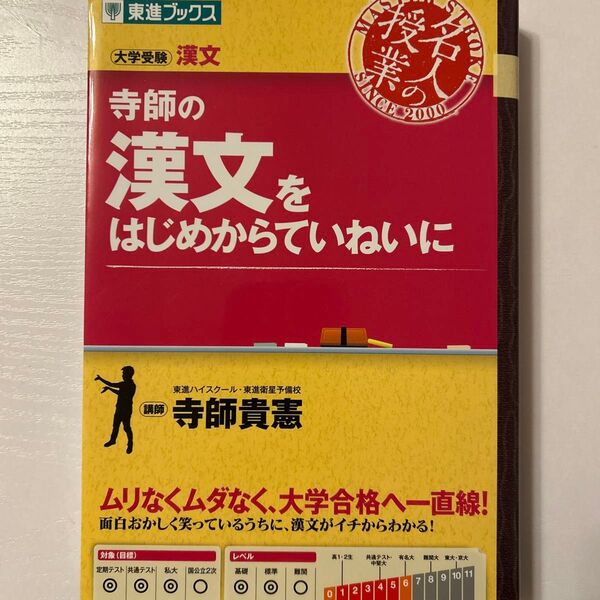 東進ブックス
大学受験 漢文
MASTER STROKE
名人の授業
SINCE 2000
寺師の
漢文を
はじめからていねいに
東進ハイスクール・東進衛星予備校
講師 寺師貴憲
ムリなくムダなく、大学合格へ一直線!
面白おかしく笑っているうちに、漢文がイチからわかる!
対象(目標)
定期テスト 共通テスト 私大 国公立2次
◎ ◎ ◎ ○
レベル
基礎 標準 難関
◎ ◎ ○
高1・2生 共通テスト・中堅大 有名大 難関大 東大・京大
0 1 2 3 4 5 6 7 8 9 10 11